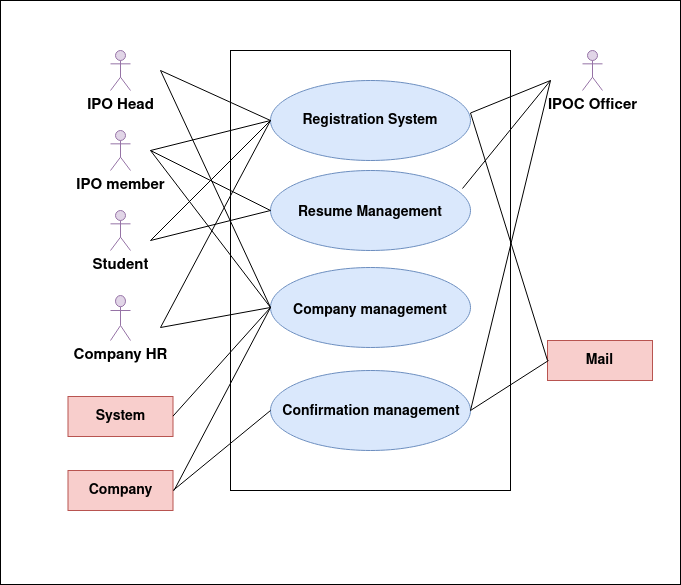 IPO Head
IPO member
Student
Company HR
System
Company
Registration System
Resume Management
Company management
Confirmation management
IPOC Officer
Mail